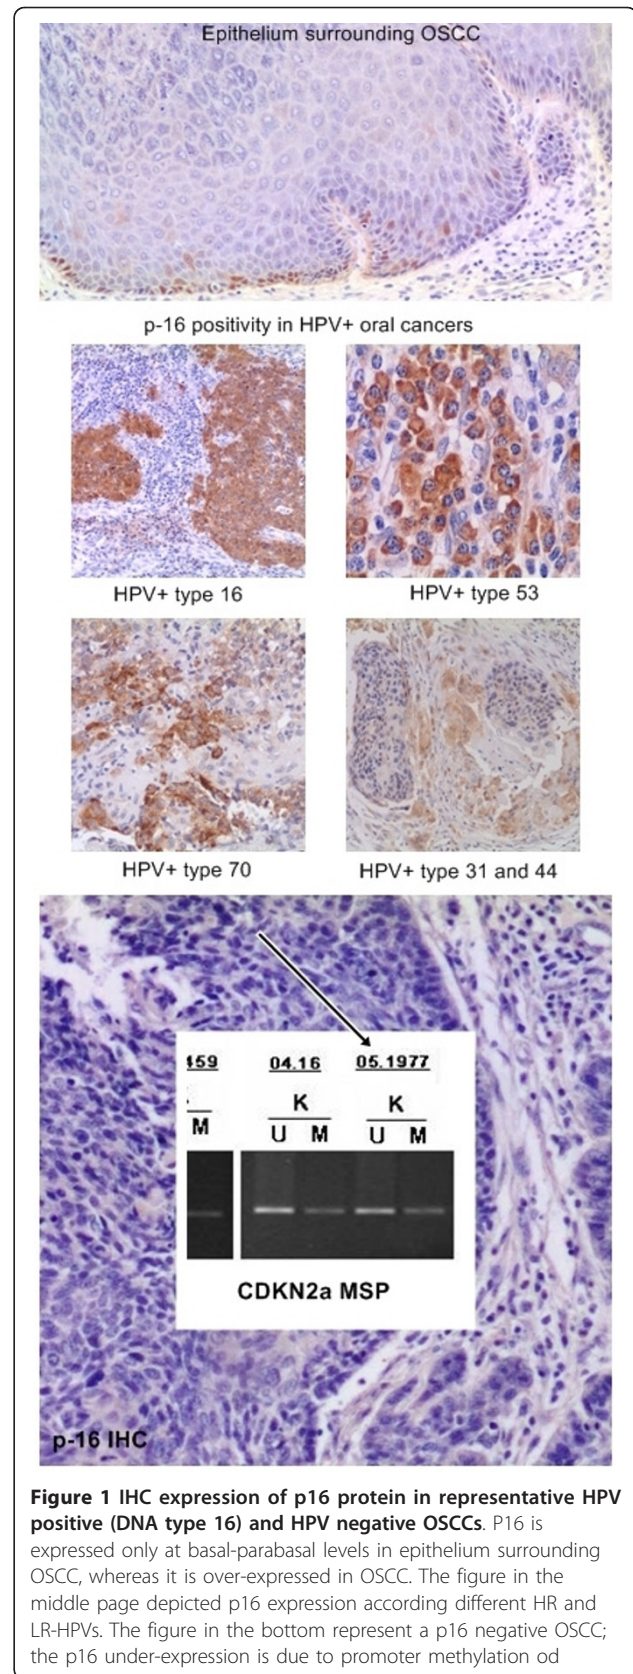 Epithelium surrounding OSCC
p-16 positivity in HPV+ oral cancers
HPV+ type 16 HPV+ type 53
HPV+ type 70 HPV+ type 31 and 44
459 04.16 05.1977
K K
M U M U M
CDKN2a MSP
p-16 IHC
Figure 1 IHC expression of p16 protein in representative HPV
positive (DNA type 16) and HPV negative OSCCs. P16 is
expressed only at basal-parabasal levels in epithelium surrounding
OSCC, whereas it is over-expressed in OSCC. The figure in the
middle page depicted p16 expression according different HR and
LR-HPVs. The figure in the bottom represent a p16 negative OSCC;
the p16 under-expression is due to promoter methylation od